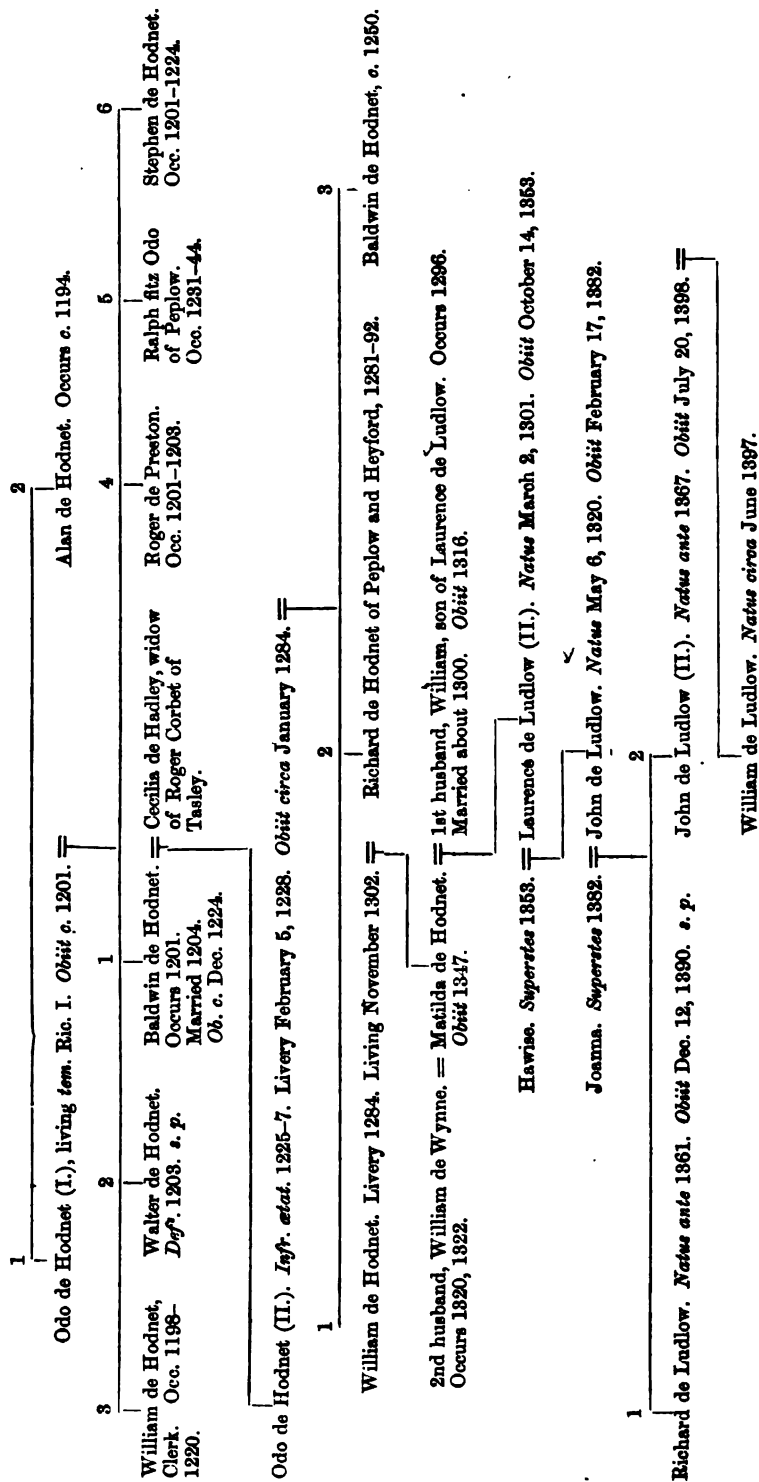 1 2
Odo de Hodnet (I.), living tem. Ric. I. Obiit c. 1201. = Alan de Hodnet. Occurs c. 1194.
3 2 1 4 5 6
William de Hodnet,
Clerk. Occ. 1198–
1220.
Walter de Hodnet.
Deft. 1203. s. p.
Baldwin de Hodnet. =
Occurs 1201.
Married 1204.
Ob. c. Dec. 1224.
Cecilia de Hadley, widow
of Roger Corbet of
Tasley.
Roger de Preston.
Occ. 1201–1203.
Ralph fitz Odo
of Peplow.
Occ. 1231–44.
Stephen de Hodnet.
Occ. 1201–1224.
Odo de Hodnet (II.). Infr. ætat. 1225–7. Livery February 5, 1228. Obiit circa January 1284. =
1 2 3
William de Hodnet. Livery 1284. Living November 1302. = Richard de Hodnet of Peplow and Heyford, 1281–92. Baldwin de Hodnet, c. 1250.
2nd husband, William de Wynne. = Matilda de Hodnet. = 1st husband, William, son of Laurence de Ludlow. Occurs 1296.
Occurs 1320, 1322. Obiit 1347. Married about 1300. Obiit 1316.
Hawise. Superstes 1353. = Laurence de Ludlow (II.). Natus March 2, 1301. Obiit October 14, 1353.
Joanna. Superstes 1382. = John de Ludlow. Natus May 6, 1320. Obiit February 17, 1382.
1 2
Richard de Ludlow. Natus ante 1361. Obiit Dec. 12, 1390. s. p. John de Ludlow (II.). Natus ante 1367. Obiit July 20, 1398. =
William de Ludlow. Natus circa June 1397.